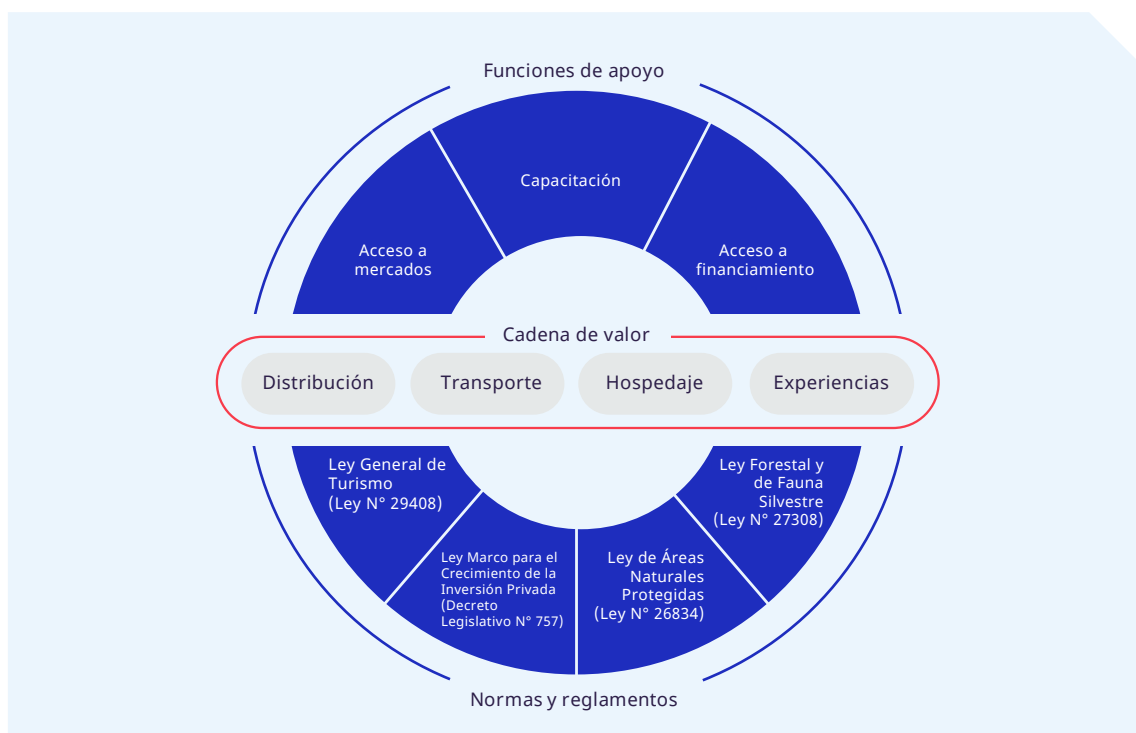 Funciones de apoyo
Capacitación
Acceso a
mercados
Acceso a
financiamiento
Cadena de valor
Distribución
Transporte
Hospedaje
Experiencias
Ley General de
Turismo
(Ley N° 29408)
Ley Marco para el
Crecimiento de la
Inversión Privada
(Decreto
Legislativo N° 757)
Ley de Áreas
Naturales
Protegidas
(Ley N° 26834)
Ley Forestal y
de Fauna
Silvestre
(Ley N° 27308)
Normas y reglamentos